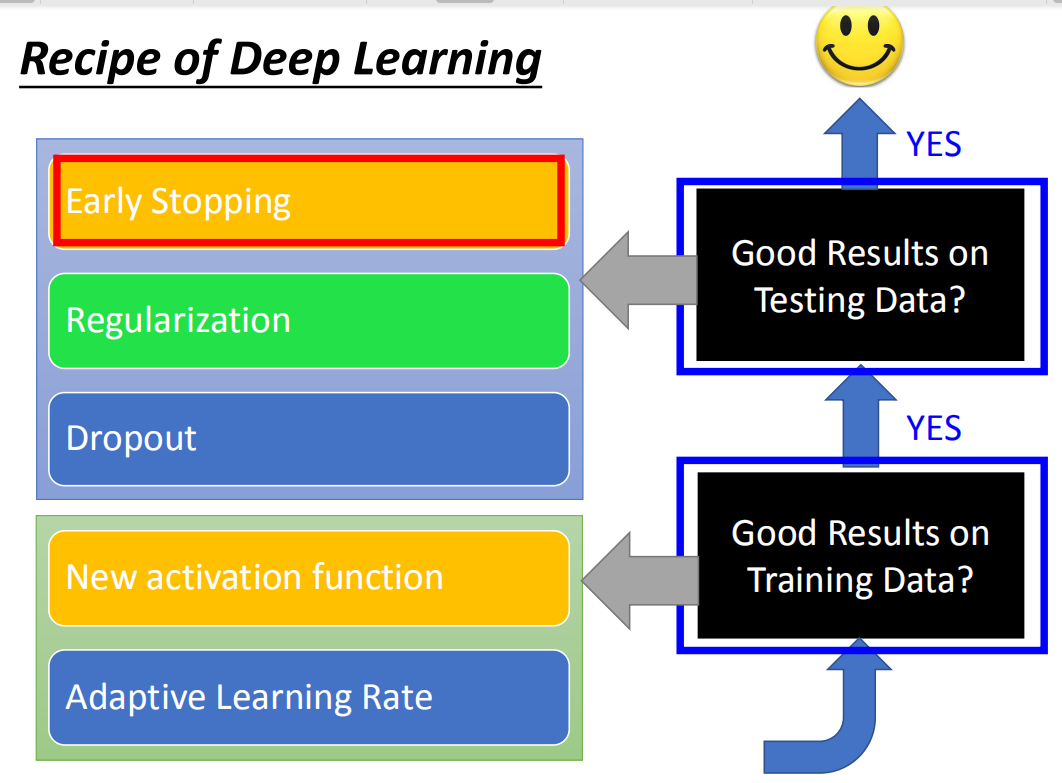 Recipe of Deep Learning
YES
Early Stopping
Good Results on
Testing Data?
Regularization
Dropout
YES
New activation function
Good Results on
Training Data?
Adaptive Learning Rate